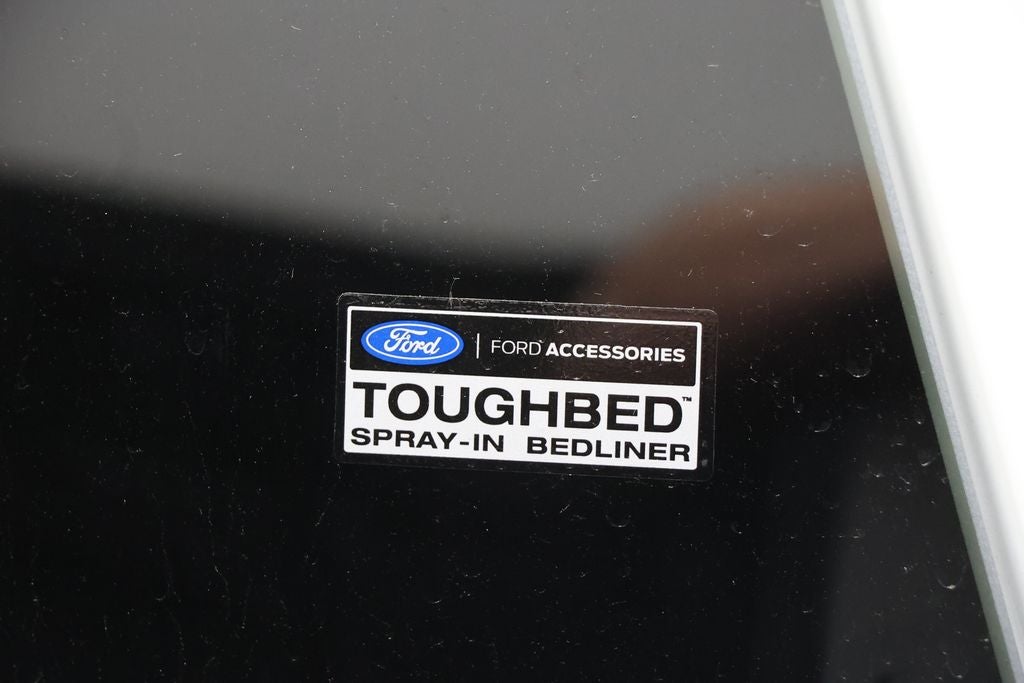 Ford | FORD ACCESSORIES
TOUGHBED™
SPRAY-IN BEDLINER